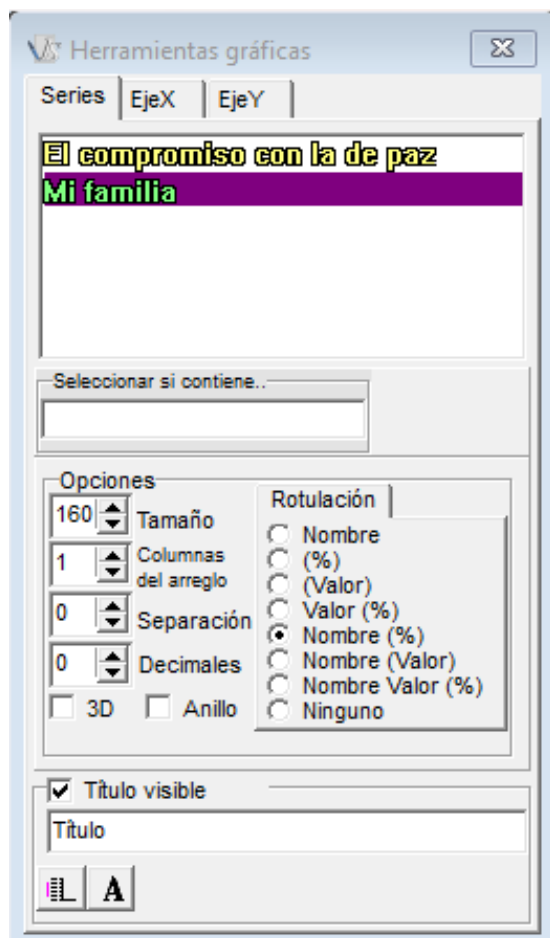 Herramientas gráficas
Series EjeX EjeY
El compromiso con la de paz
Mi familia
Seleccionar si contiene..
Opciones
160 Tamaño
1 Columnas del arreglo
0 Separación
0 Decimales
3D Anillo
Rotulación
Nombre
(%)
(Valor)
Valor (%)
Nombre (%)
Nombre (Valor)
Nombre Valor (%)
Ninguno
Título visible
Título
A